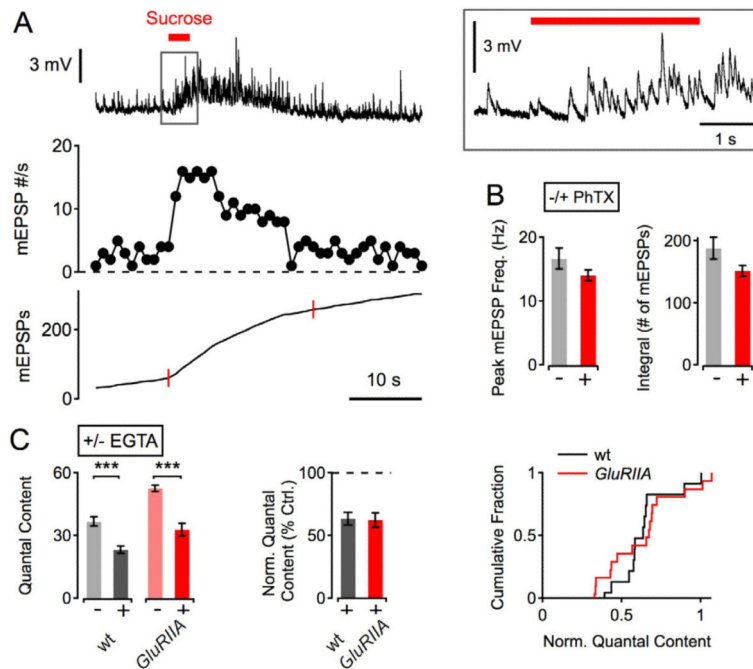 A
Sucrose
3 mV
3 mV
1 s
mEPSP #/s
20
10
0
mEPSPs
200
0
10 s
B
-/+ PhTX
Peak mEPSP Freq. (Hz)
20
10
0
- +
Integral (# of mEPSPs)
200
100
0
- +
C
+/- EGTA
Quantal Content
60
30
0
*** ***
- + - +
wt GluRIIA
Norm. Quantal
Content (% Ctrl.)
100
50
0
+ +
wt GluRIIA
wt
GluRIIA
Cumulative Fraction
1
0.5
0
0 0.5 1
Norm. Quantal Content